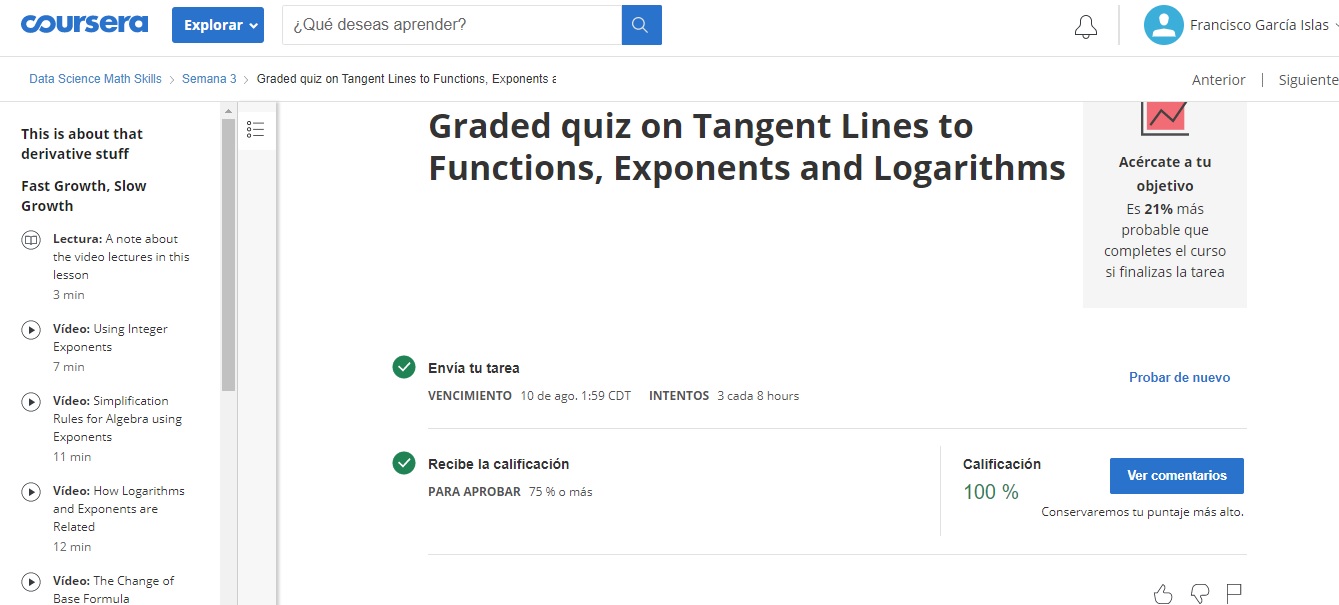 coursera
Explorar
¿Qué deseas aprender?
Francisco García Islas
Data Science Math Skills > Semana 3 > Graded quiz on Tangent Lines to Functions, Exponents
Anterior | Siguiente
This is about that
derivative stuff
Fast Growth, Slow
Growth
Lectura: A note about
the video lectures in this
lesson
3 min
Vídeo: Using Integer
Exponents
7 min
Vídeo: Simplification
Rules for Algebra using
Exponents
11 min
Vídeo: How Logarithms
and Exponents are
Related
12 min
Vídeo: The Change of
Base Formula
Graded quiz on Tangent Lines to
Functions, Exponents and Logarithms
Acércate a tu
objetivo
Es 21% más
probable que
completes el curso
si finalizas la tarea
Envía tu tarea
VENCIMIENTO 10 de ago. 1:59 CDT INTENTOS 3 cada 8 hours
Probar de nuevo
Recibe la calificación
PARA APROBAR 75 % o más
Calificación
100 %
Ver comentarios
Conservaremos tu puntaje más alto.